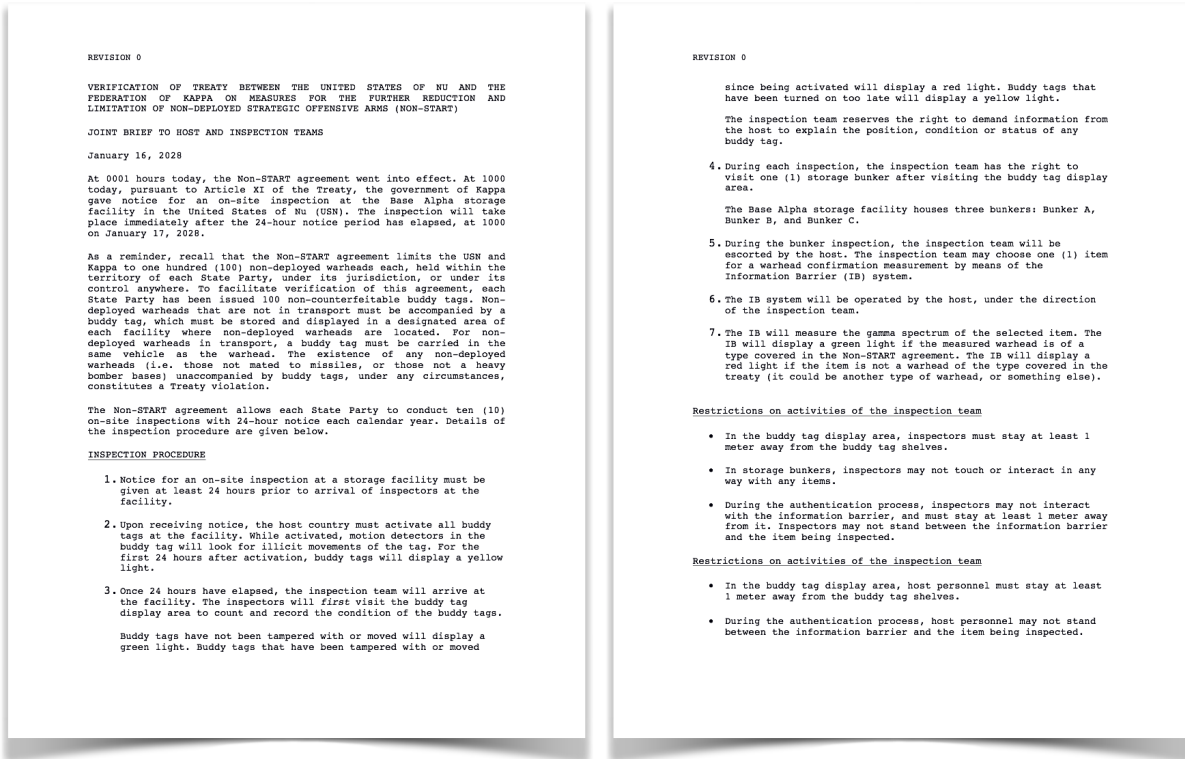 REVISION 0
VERIFICATION OF TREATY BETWEEN THE UNITED STATES OF NU AND THE
FEDERATION OF KAPPA ON MEASURES FOR THE FURTHER REDUCTION AND
LIMITATION OF NON-DEPLOYED STRATEGIC OFFENSIVE ARMS (NON-START)
JOINT BRIEF TO HOST AND INSPECTION TEAMS
January 16, 2028
At 0001 hours today, the Non-START agreement went into effect. At 1000
today, pursuant to Article XI of the Treaty, the government of Kappa
gave notice for an on-site inspection at the Base Alpha storage
facility in the United States of Nu (USN). The inspection will take
place immediately after the 24-hour notice period has elapsed, at 1000
on January 17, 2028.
As a reminder, recall that the Non-START agreement limits the USN and
Kappa to one hundred (100) non-deployed warheads each, held within the
territory of each State Party, under its jurisdiction, or under its
control anywhere. To facilitate verification of this agreement, each
State Party has been issued 100 non-counterfeitable buddy tags. Non-
deployed warheads that are not in transport must be accompanied by a
buddy tag, which must be stored and displayed in a designated area of
each facility where non-deployed warheads are located. For non-
deployed warheads in transport, a buddy tag must be carried in the
same vehicle as the warhead. The existence of any non-deployed
warheads (i.e. those not mated to missiles, or those not a heavy
bomber bases) unaccompanied by buddy tags, under any circumstances,
constitutes a Treaty violation.
The Non-START agreement allows each State Party to conduct ten (10)
on-site inspections with 24-hour notice each calendar year. Details of
the inspection procedure are given below.
INSPECTION PROCEDURE
1. Notice for an on-site inspection at a storage facility must be
given at least 24 hours prior to arrival of inspectors at the
facility.
2. Upon receiving notice, the host country must activate all buddy
tags at the facility. While activated, motion detectors in the
buddy tag will look for illicit movements of the tag. For the
first 24 hours after activation, buddy tags will display a yellow
light.
3. Once 24 hours have elapsed, the inspection team will arrive at
the facility. The inspectors will first visit the buddy tag
display area to count and record the condition of the buddy tags.
Buddy tags have not been tampered with or moved will display a
green light. Buddy tags that have been tampered with or moved
REVISION 0
since being activated will display a red light. Buddy tags that
have been turned on too late will display a yellow light.
The inspection team reserves the right to demand information from
the host to explain the position, condition or status of any
buddy tag.
4. During each inspection, the inspection team has the right to
visit one (1) storage bunker after visiting the buddy tag display
area.
The Base Alpha storage facility houses three bunkers: Bunker A,
Bunker B, and Bunker C.
5. During the bunker inspection, the inspection team will be
escorted by the host. The inspection team may choose one (1) item
for a warhead confirmation measurement by means of the
Information Barrier (IB) system.
6. The IB system will be operated by the host, under the direction
of the inspection team.
7. The IB will measure the gamma spectrum of the selected item. The
IB will display a green light if the measured warhead is of a
type covered in the Non-START agreement. The IB will display a
red light if the item is not a warhead of the type covered in the
treaty (it could be another type of warhead, or something else).
Restrictions on activities of the inspection team
• In the buddy tag display area, inspectors must stay at least 1
meter away from the buddy tag shelves.
• In storage bunkers, inspectors may not touch or interact in any
way with any items.
• During the authentication process, inspectors may not interact
with the information barrier, and must stay at least 1 meter away
from it. Inspectors may not stand between the information barrier
and the item being inspected.
Restrictions on activities of the inspection team
• In the buddy tag display area, host personnel must stay at least
1 meter away from the buddy tag shelves.
• During the authentication process, host personnel may not stand
between the information barrier and the item being inspected.